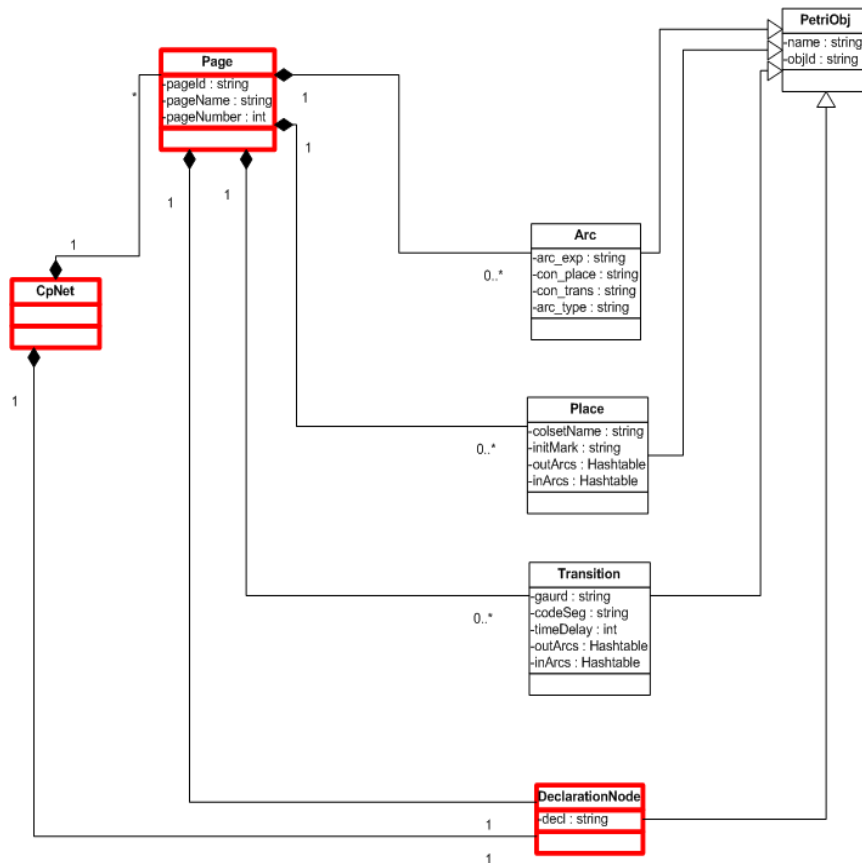 PetriObj
-name : string
-objId : string
Page
-pageId : string
-pageName : string
-pageNumber : int
*
1
1
1
1
1
CpNet
1
Arc
-arc_exp : string
-con_place : string
-con_trans : string
-arc_type : string
0..*
Place
-colsetName : string
-initMark : string
-outArcs : Hashtable
-inArcs : Hashtable
0..*
Transition
-gaurd : string
-codeSeg : string
-timeDelay : int
-outArcs : Hashtable
-inArcs : Hashtable
0..*
DeclarationNode
-decl : string
1
1